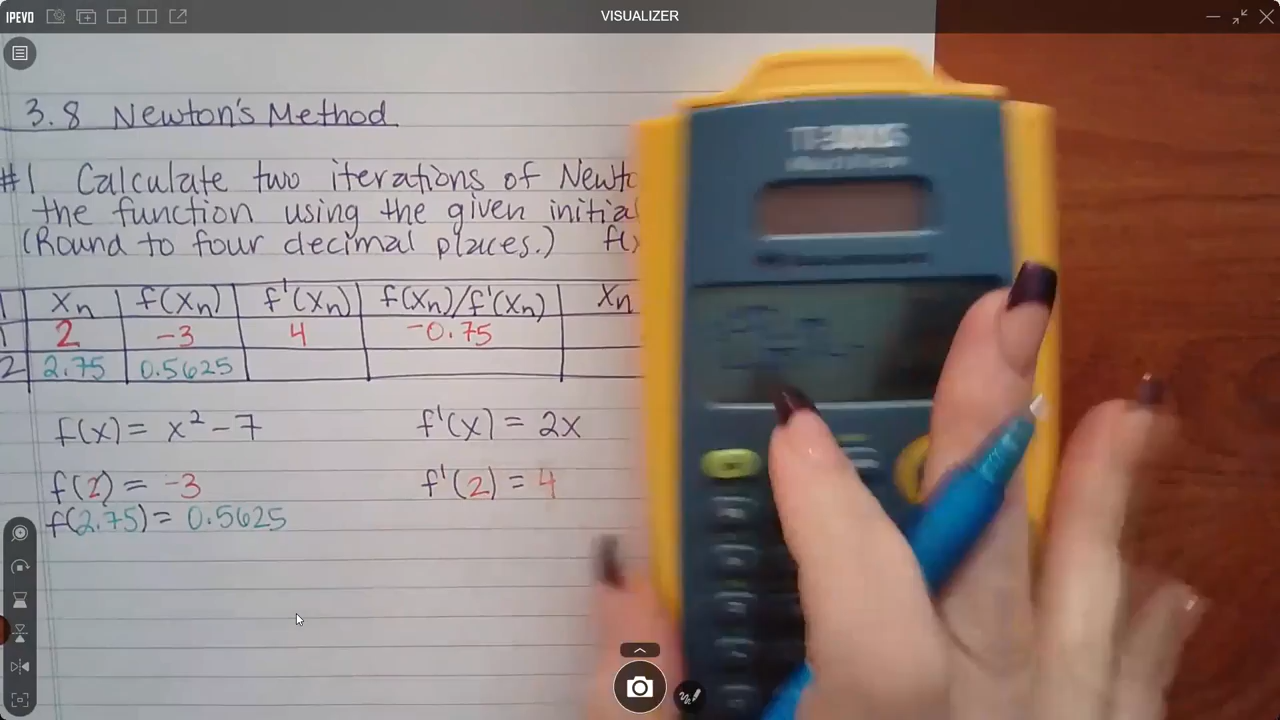 IPEVO
VISUALIZER
3.8 Newton's Method
#1 Calculate two iterations of
the function using the given
(Round to four decimal places.)
xn f(xn) f'(xn) f(xn)/f'(xn) xn
1 2 -3 4 -0.75
2 2.75 0.5625
f(x) = x² - 7 f'(x) = 2x
f(2) = -3 f'(2) = 4
f(2.75) = 0.5625